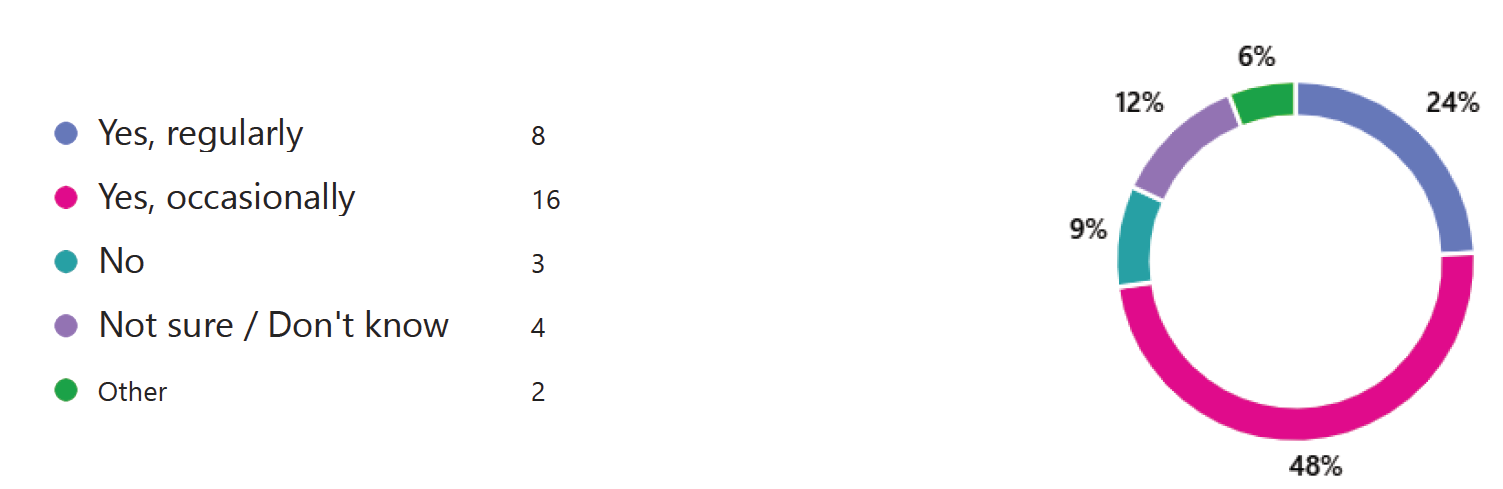 Yes, regularly 8
Yes, occasionally 16
No 3
Not sure / Don't know 4
Other 2
6%
12%
24%
9%
48%